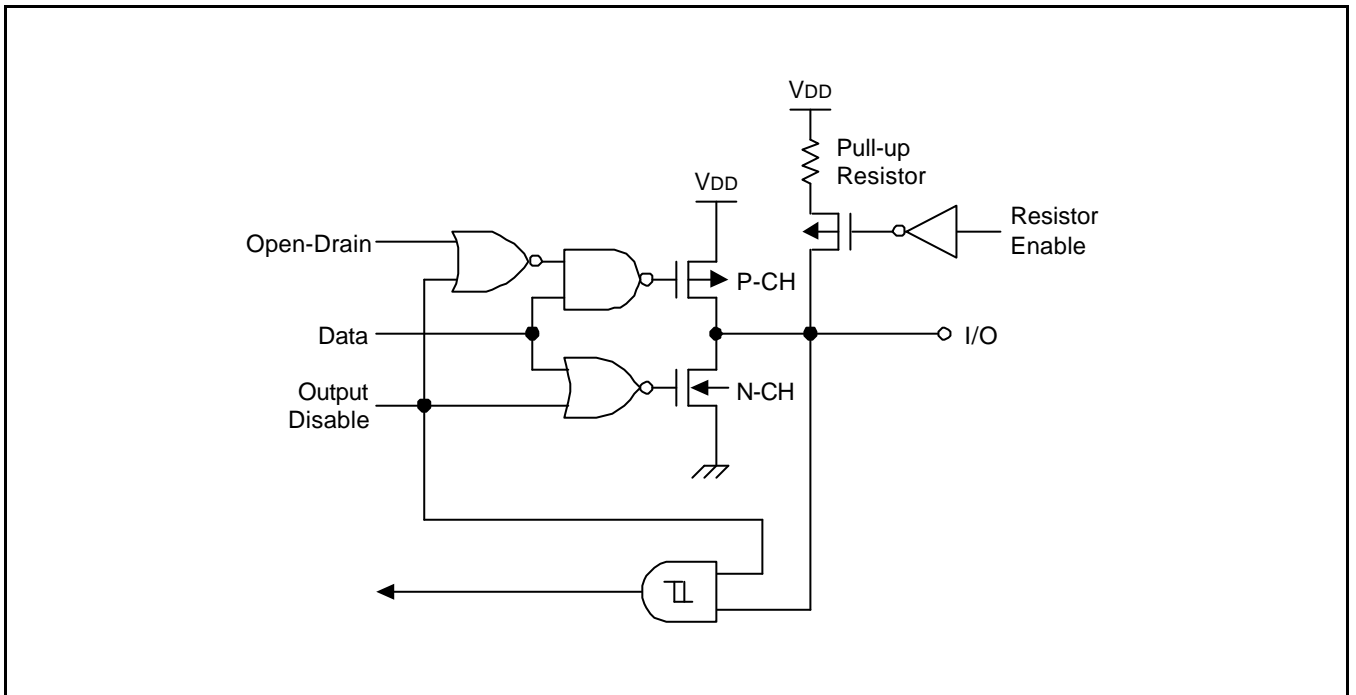 VDD
Pull-up
Resistor
VDD
Resistor
Enable
Open-Drain
P-CH
Data
I/O
Output
Disable
N-CH